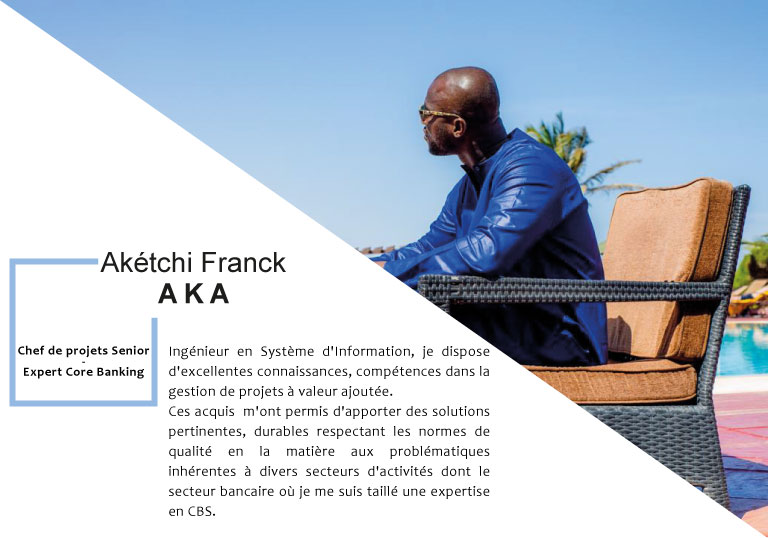 Akétchi Franck
AKA
Chef de projets Senior
-
Expert Core Banking
Ingénieur en Système d'Information, je dispose
d'excellentes connaissances, compétences dans la
gestion de projets à valeur ajoutée.
Ces acquis m'ont permis d'apporter des solutions
pertinentes, durables respectant les normes de
qualité en la matière aux problématiques
inhérentes à divers secteurs d'activités dont le
secteur bancaire où je me suis taillé une expertise
en CBS.